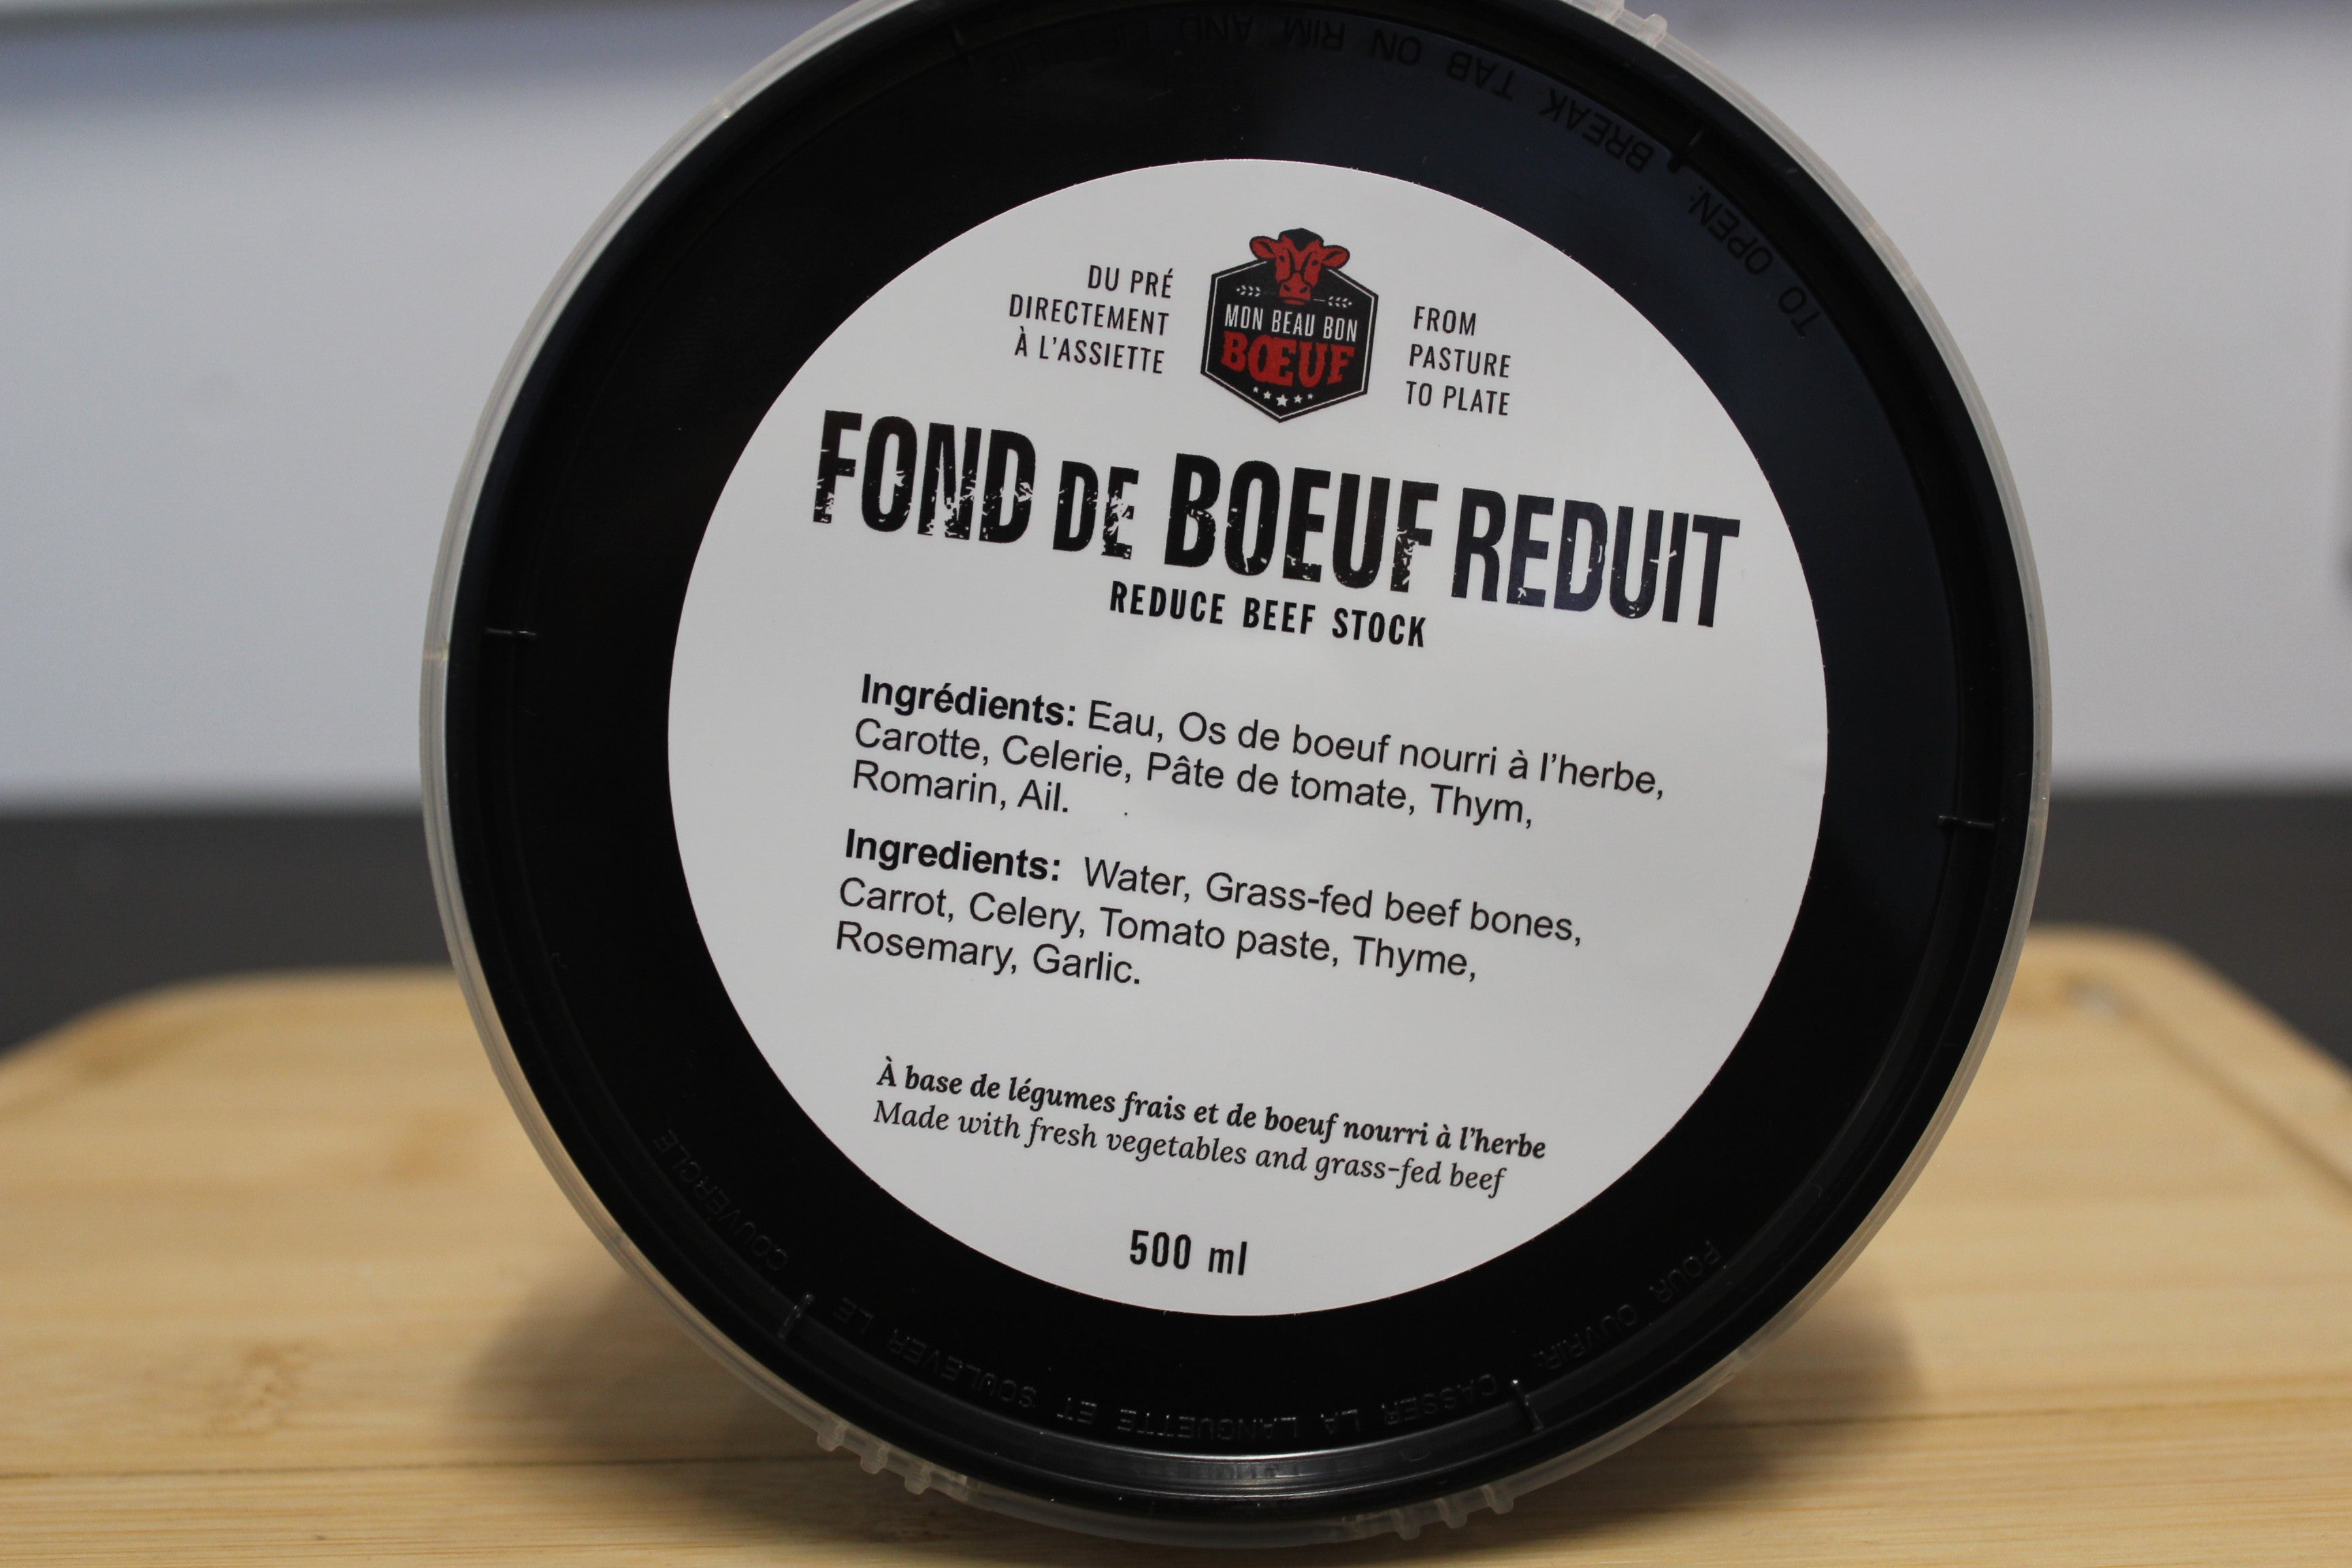 TO OPEN: BREAK TAB ON RIM AND
DU PRÉ
DIRECTEMENT
À L'ASSIETTE
MON BEAU BON
BŒUF
FROM
PASTURE
TO PLATE
FOND DE BOEUF REDUIT
REDUCE BEEF STOCK
Ingrédients: Eau, Os de boeuf nourri à l'herbe,
Carotte, Celerie, Pâte de tomate, Thym,
Romarin, Ail.
Ingredients: Water, Grass-fed beef bones,
Carrot, Celery, Tomato paste, Thyme,
Rosemary, Garlic.
À base de légumes frais et de boeuf nourri à l'herbe
Made with fresh vegetables and grass-fed beef
500 ml
POUR OUVRIR: CASSER LA LANGUETTE ET SOULEVER LE COUVERCLE